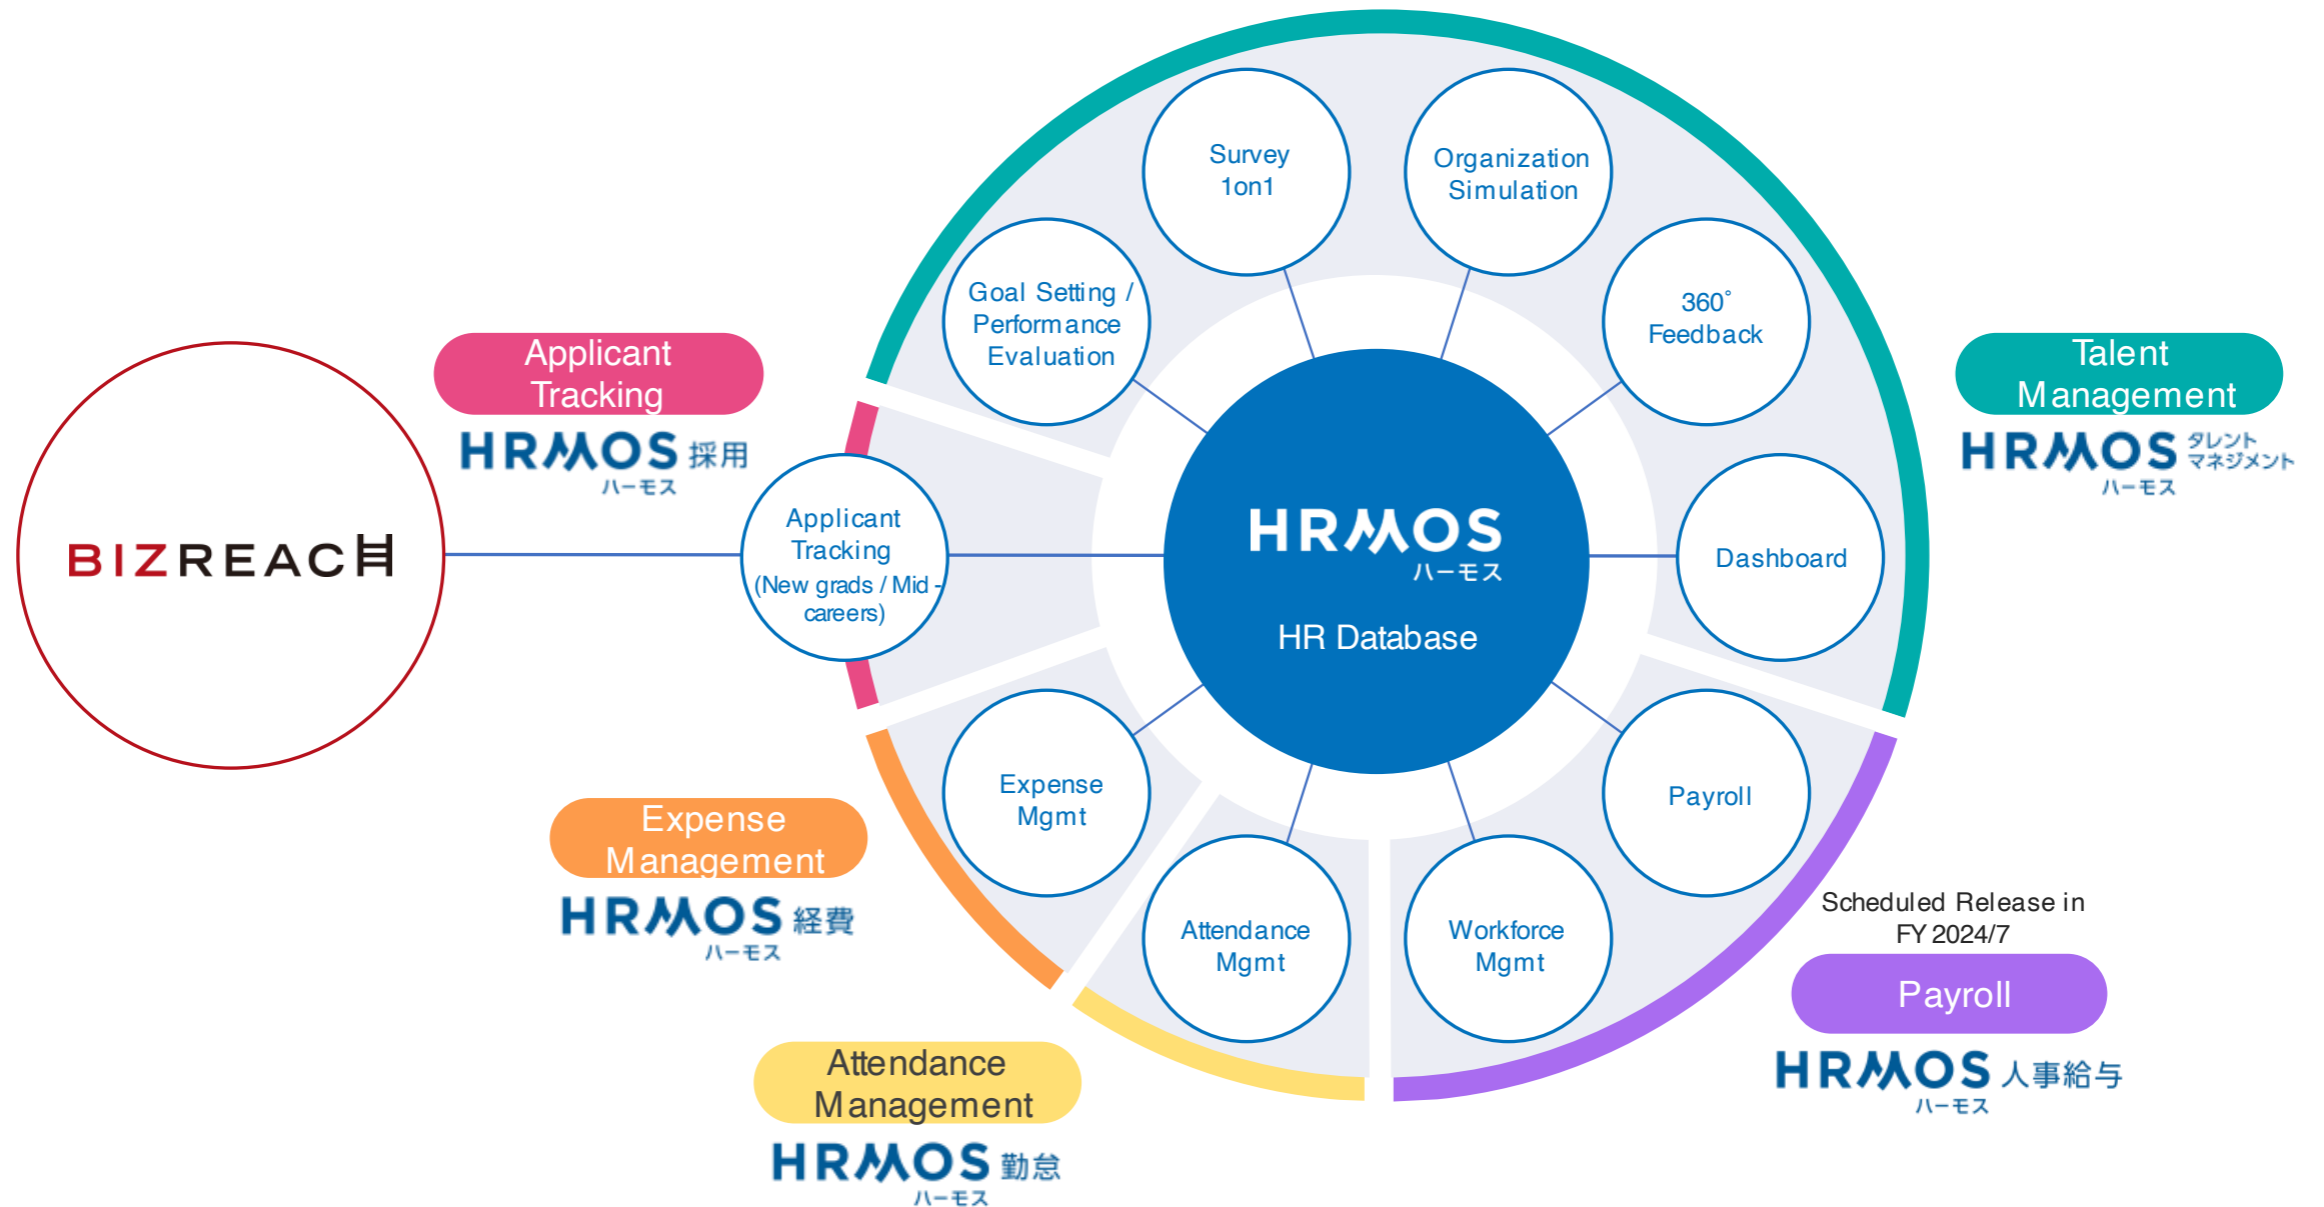 Survey
1on1
Organization
Simulation
Goal Setting /
Performance
Evaluation
360°
Feedback
Applicant
Tracking
HRMOS 採用
ハーモス
Talent
Management
HRMOS タレント
マネジメント
ハーモス
BIZREACH
Applicant
Tracking
(New grads / Mid-
careers)
HRMOS
ハーモス
HR Database
Dashboard
Expense
Mgmt
Payroll
Expense
Management
HRMOS 経費
ハーモス
Attendance
Mgmt
Workforce
Mgmt
Scheduled Release in
FY 2024/7
Payroll
HRMOS 人事給与
ハーモス
Attendance
Management
HRMOS 勤怠
ハーモス